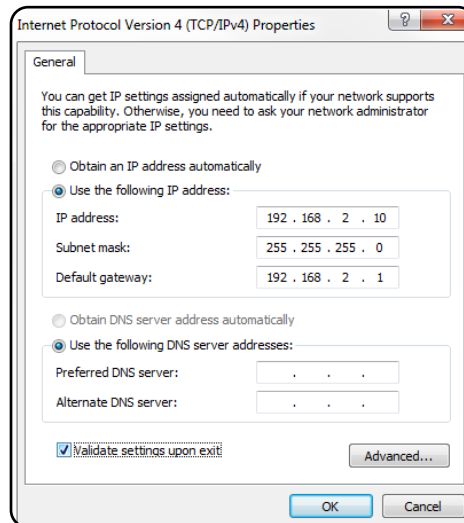 Internet Protocol Version 4 (TCP/IPv4) Properties
General
You can get IP settings assigned automatically if your network supports
this capability. Otherwise, you need to ask your network administrator
for the appropriate IP settings.
Obtain an IP address automatically
Use the following IP address:
IP address: 192 . 168 . 2 . 10
Subnet mask: 255 . 255 . 255 . 0
Default gateway: 192 . 168 . 2 . 1
Obtain DNS server address automatically
Use the following DNS server addresses:
Preferred DNS server: . . .
Alternate DNS server: . . .
Validate settings upon exit
Advanced...
OK Cancel